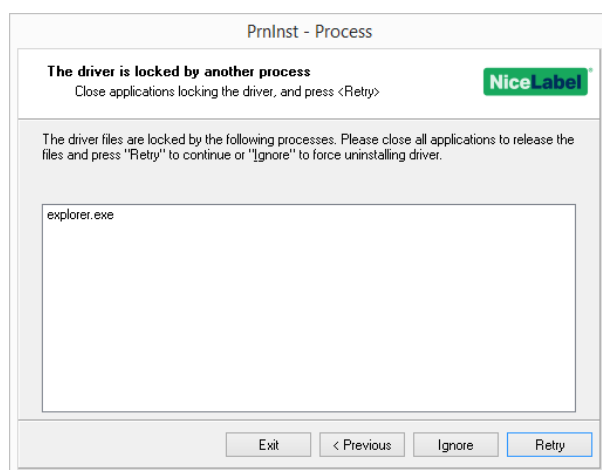 PrnInst - Process
The driver is locked by another process
Close applications locking the driver, and press <Retry>
NiceLabel®
The driver files are locked by the following processes. Please close all applications to release the
files and press "Retry" to continue or "Ignore" to force uninstalling driver.
explorer.exe
Exit
< Previous
Ignore
Retry